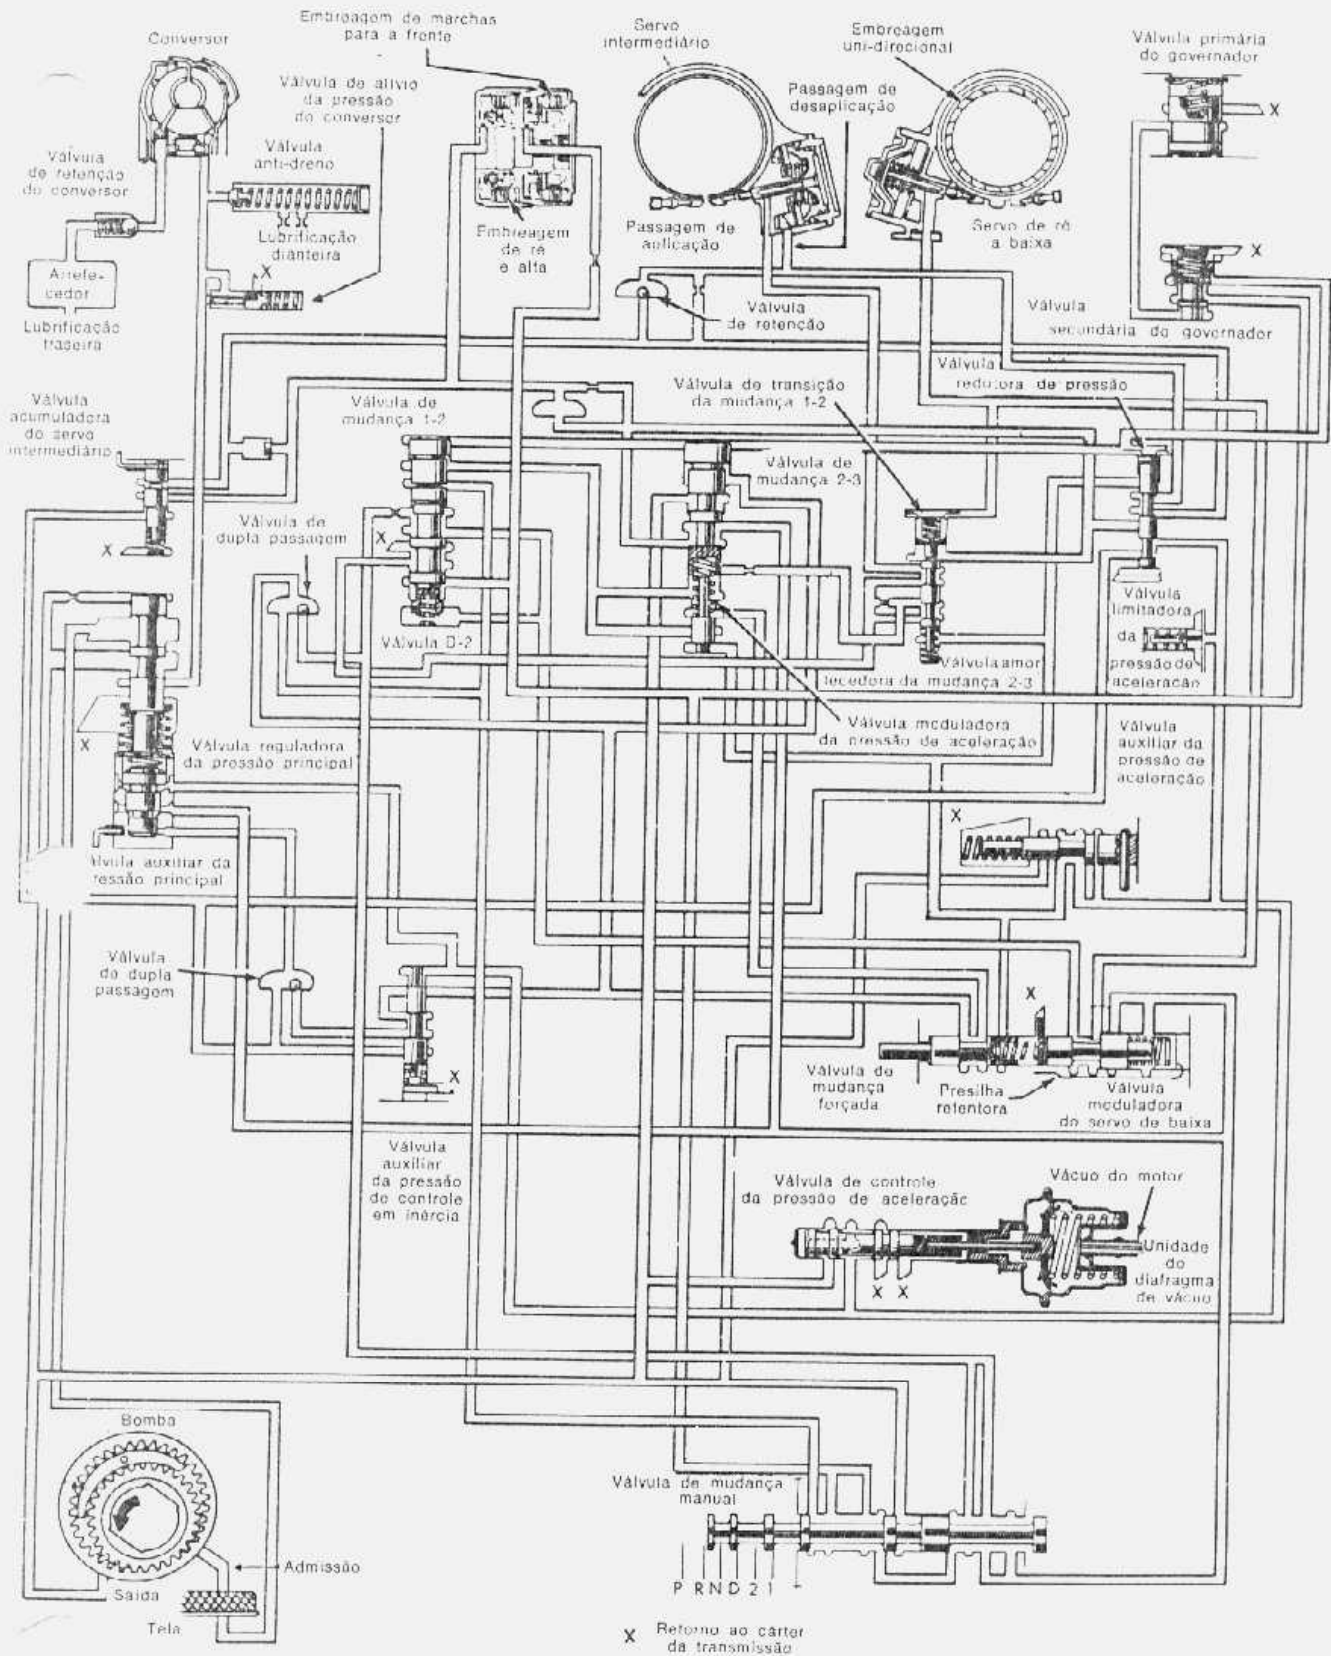 Embreagem de marchas
para a frente
Conversor
Servo
intermediário
Embreagem
uni-direcional
Válvula primária
do governador
Válvula de alívio
da pressão
do conversor
Passagem de
desaplicação
X
Válvula
de retenção
do conversor
Válvula
anti-dreno
Lubrificação
dianteira
Embreagem
de ré
e alta
Passagem de
aplicação
Servo de ré
a baixa
X
X
Arrefe-
cedor
Lubrificação
traseira
Válvula
de retenção
Válvula
secundária do governador
Válvula
acumuladora
do servo
intermediário
Válvula de
mudança 1-2
Válvula de transição
da mudança 1-2
Válvula
redutora de pressão
Válvula de
mudança 2-3
Válvula de
dupla passagem
X
X
Válvula
limitadora
da
pressão de
aceleração
Válvula D-2
Válvula amor
tecedora da mudança 2-3
X
Válvula reguladora
da pressão principal
Válvula moduladora
da pressão de aceleração
Válvula
auxiliar da
pressão de
aceleração
X
álvula auxiliar da
ressão principal
Válvula
de dupla
passagem
X
X
Válvula de
mudança
forçada
Presilha
retentora
Válvula
moduladora
do servo de baixa
Válvula
auxiliar
da pressão
de controle
em inércia
Válvula de controle
da pressão de aceleração
Vácuo do motor
Unidade
do
diafragma
de vácuo
X X
Bomba
Válvula de mudança
manual
Admissão
Saída
Tela
P R N D 2 1
X Retorno ao cárter
da transmissão